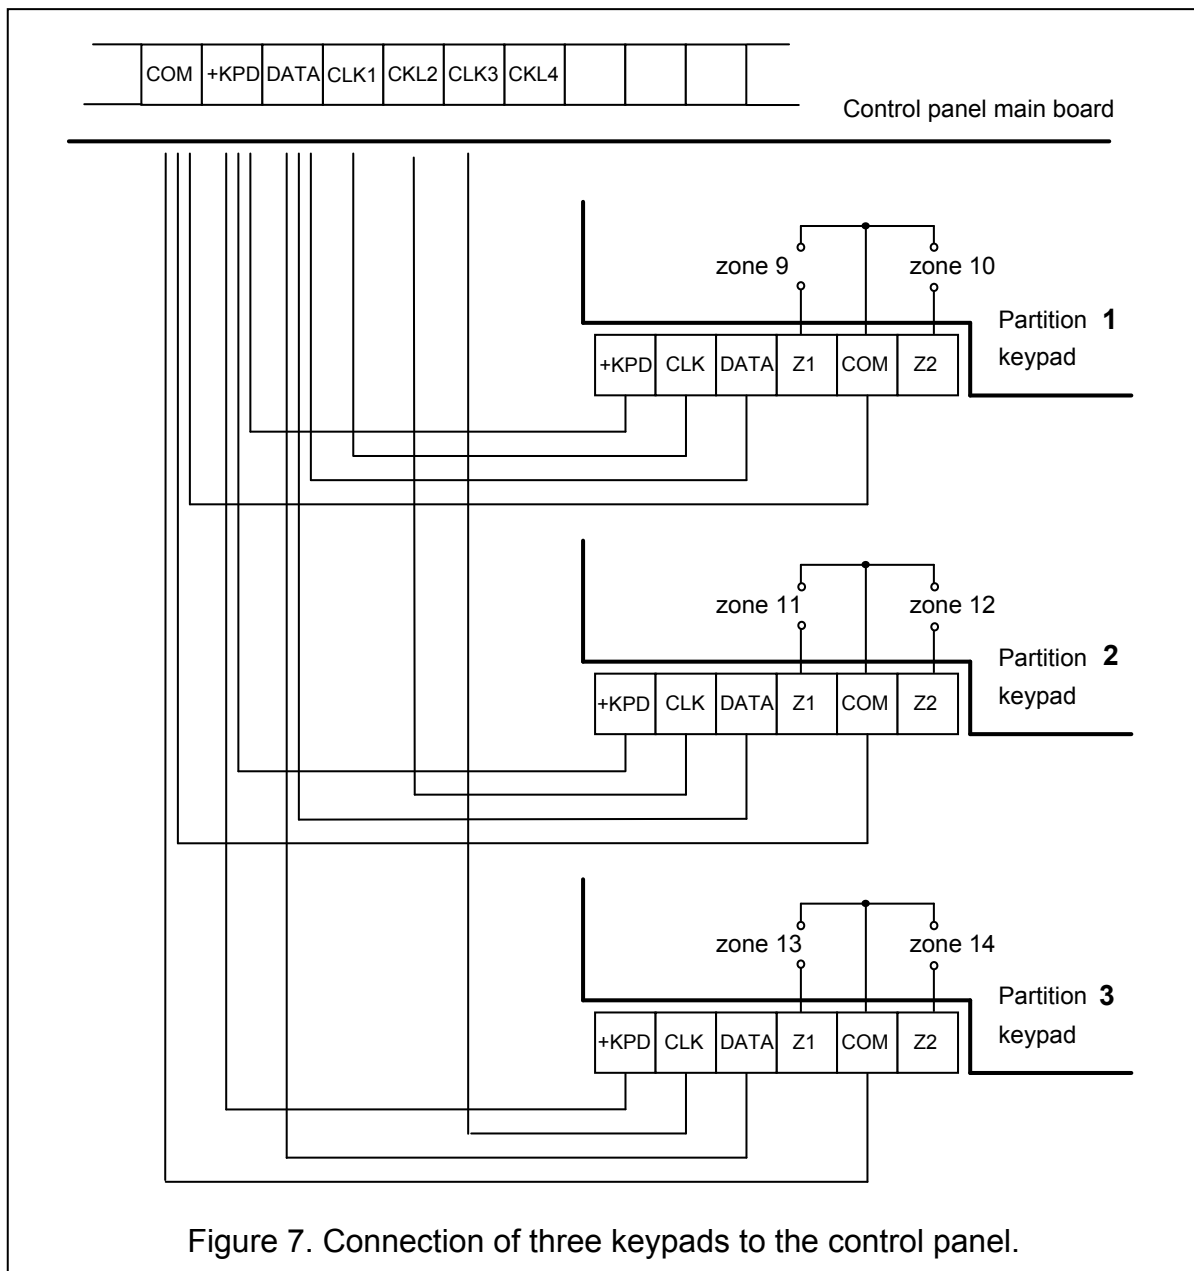 COM +KPD DATA CLK1 CKL2 CLK3 CKL4
Control panel main board
zone 9 zone 10
Partition 1
keypad
+KPD CLK DATA Z1 COM Z2
zone 11 zone 12
Partition 2
keypad
+KPD CLK DATA Z1 COM Z2
zone 13 zone 14
Partition 3
keypad
+KPD CLK DATA Z1 COM Z2
Figure 7. Connection of three keypads to the control panel.